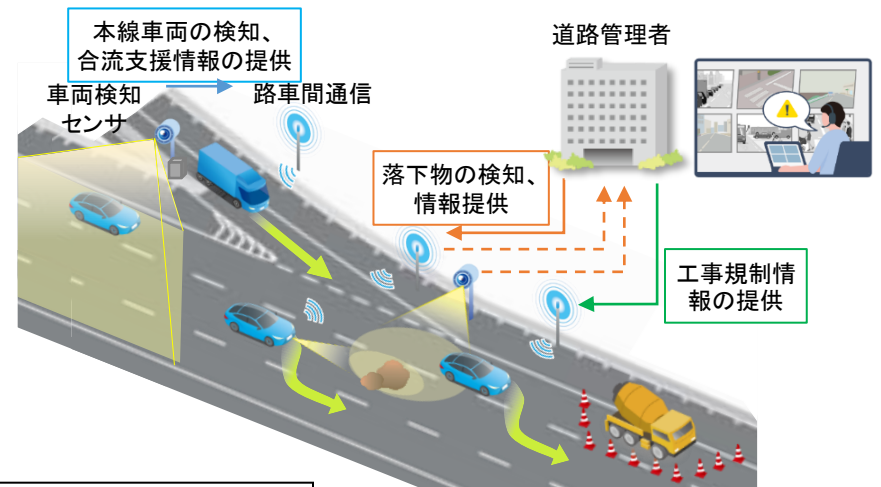 本線車両の検知、
合流支援情報の提供
道路管理者
車両検知
センサ
路車間通信
落下物の検知、
情報提供
工事規制情
報の提供